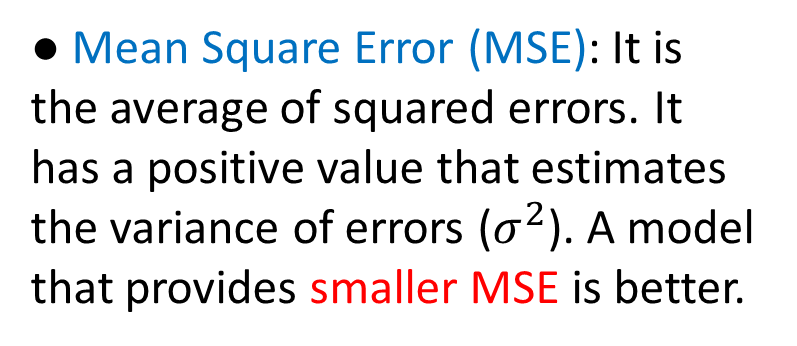 ● Mean Square Error (MSE): It is
the average of squared errors. It
has a positive value that estimates
the variance of errors (σ²). A model
that provides smaller MSE is better.